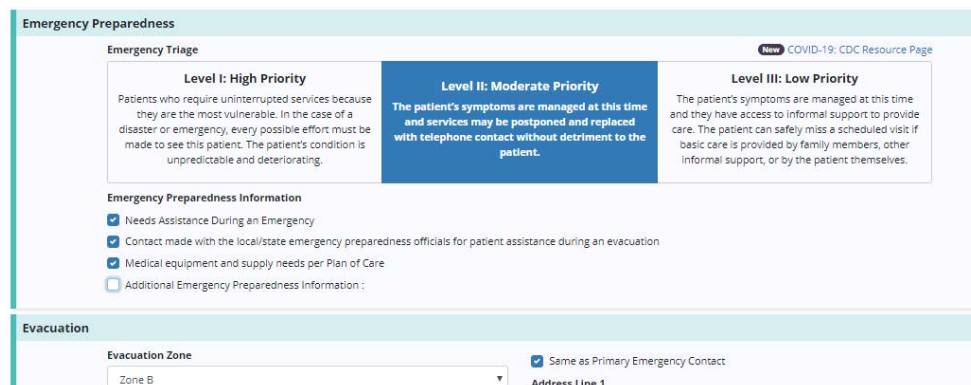 Emergency Preparedness
Emergency Triage
New COVID-19: CDC Resource Page
Level I: High Priority
Patients who require uninterrupted services because
they are the most vulnerable. In the case of a
disaster or emergency, every possible effort must be
made to see this patient. The patient's condition is
unpredictable and deteriorating.
Level II: Moderate Priority
The patient's symptoms are managed at this time
and services may be postponed and replaced
with telephone contact without detriment to the
patient.
Level III: Low Priority
The patient's symptoms are managed at this time
and they have access to informal support to provide
care. The patient can safely miss a scheduled visit if
basic care is provided by family members, other
informal support, or by the patient themselves.
Emergency Preparedness Information
Needs Assistance During an Emergency
Contact made with the local/state emergency preparedness officials for patient assistance during an evacuation
Medical equipment and supply needs per Plan of Care
Additional Emergency Preparedness Information :
Evacuation
Evacuation Zone
Zone B
Same as Primary Emergency Contact
Address Line 1